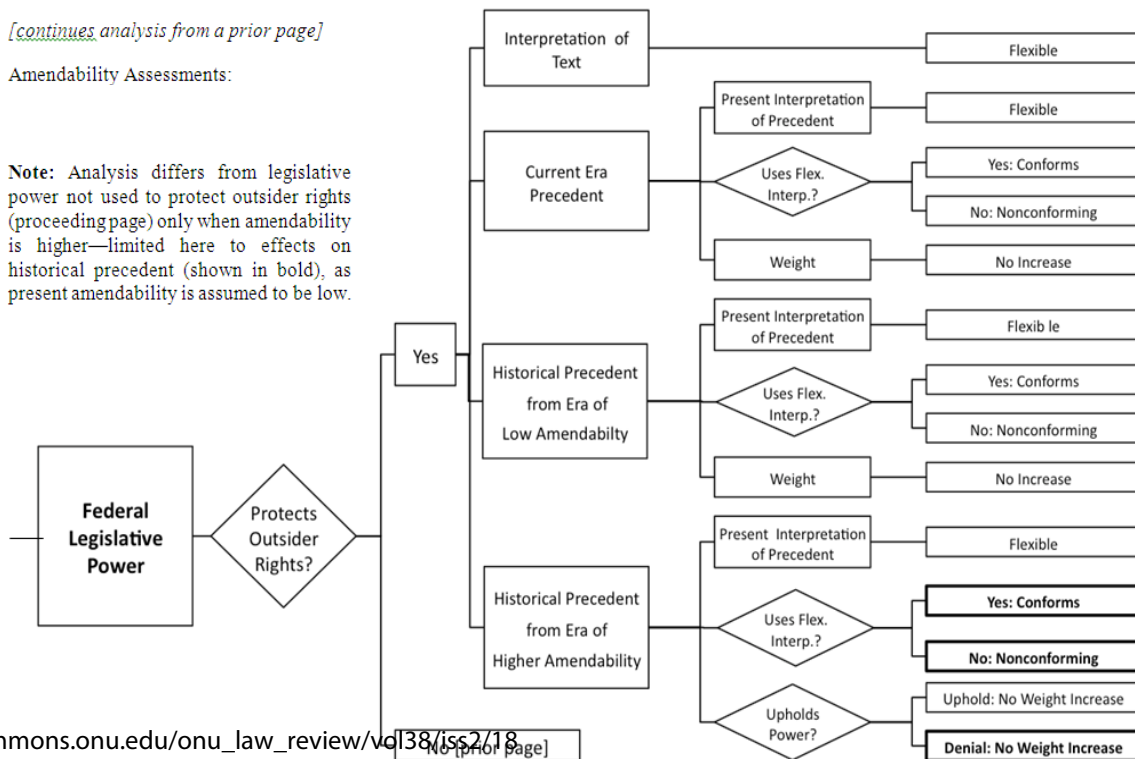 [continues analysis from a prior page]
Amendability Assessments:
Note: Analysis differs from legislative
power not used to protect outsider rights
(proceeding page) only when amendability
is higher—limited here to effects on
historical precedent (shown in bold), as
present amendability is assumed to be low.
Federal
Legislative
Power
Protects
Outsider
Rights?
Yes
Interpretation of
Text
Flexible
Current Era
Precedent
Present Interpretation
of Precedent
Flexible
Uses Flex.
Interp.?
Yes: Conforms
No: Nonconforming
Weight
No Increase
Historical Precedent
from Era of
Low Amendabilty
Present Interpretation
of Precedent
Flexib le
Uses Flex.
Interp.?
Yes: Conforms
No: Nonconforming
Weight
No Increase
Historical Precedent
from Era of
Higher Amendability
Present Interpretation
of Precedent
Flexible
Uses Flex.
Interp.?
Yes: Conforms
No: Nonconforming
Upholds
Power?
Uphold: No Weight Increase
Denial: No Weight Increase
No [prior page]
mmons.onu.edu/onu_law_review/vol38/iss2/18